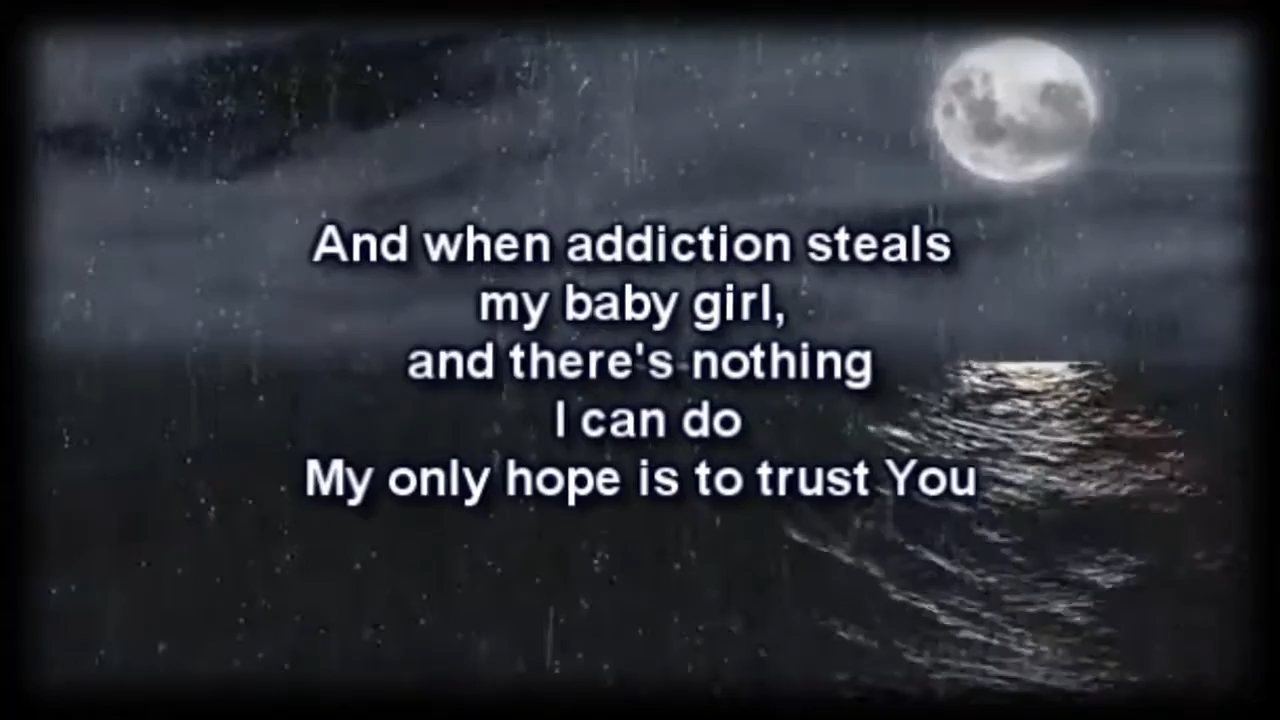 And when addiction steals
my baby girl,
and there's nothing
I can do
My only hope is to trust You